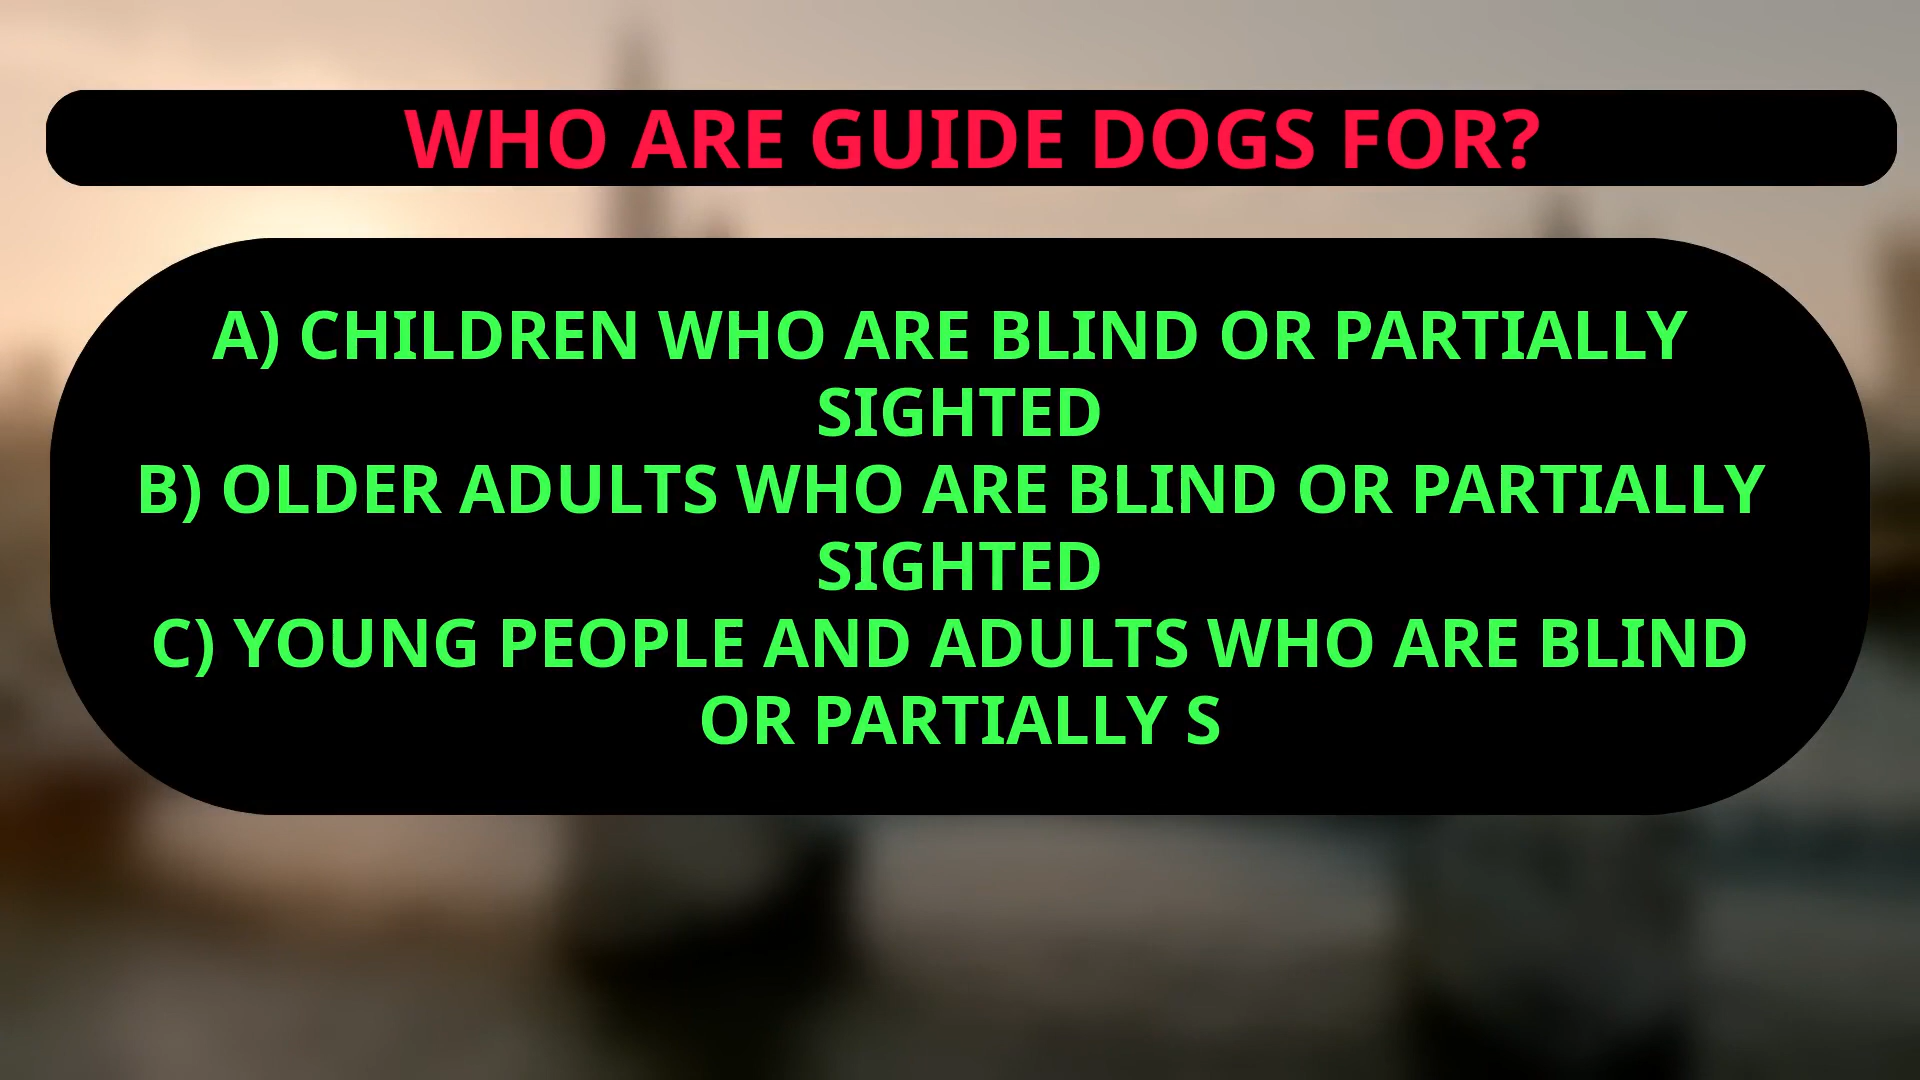 WHO ARE GUIDE DOGS FOR?
A) CHILDREN WHO ARE BLIND OR PARTIALLY
SIGHTED
B) OLDER ADULTS WHO ARE BLIND OR PARTIALLY
SIGHTED
C) YOUNG PEOPLE AND ADULTS WHO ARE BLIND
OR PARTIALLY S